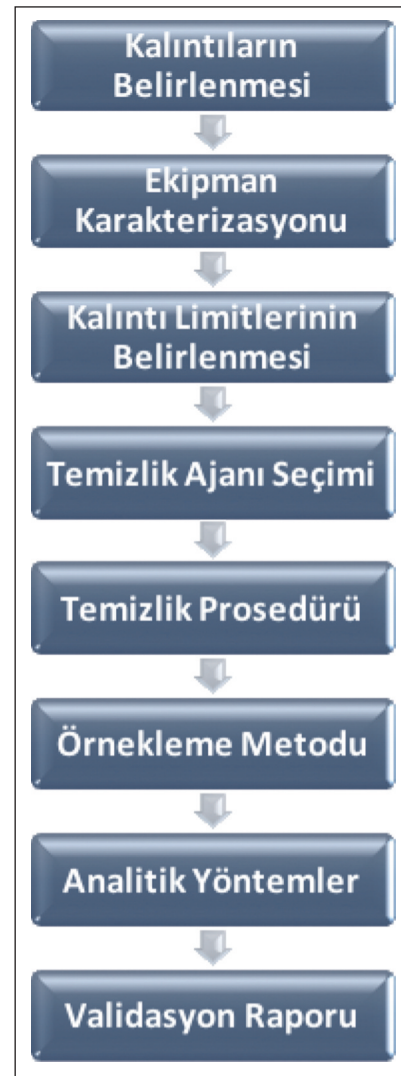 Kalıntıların
Belirlenmesi
Ekipman
Karakterizasyonu
Kalıntı Limitlerinin
Belirlenmesi
Temizlik Ajanı Seçimi
Temizlik Prosedürü
Örnekleme Metodu
Analitik Yöntemler
Validasyon Raporu